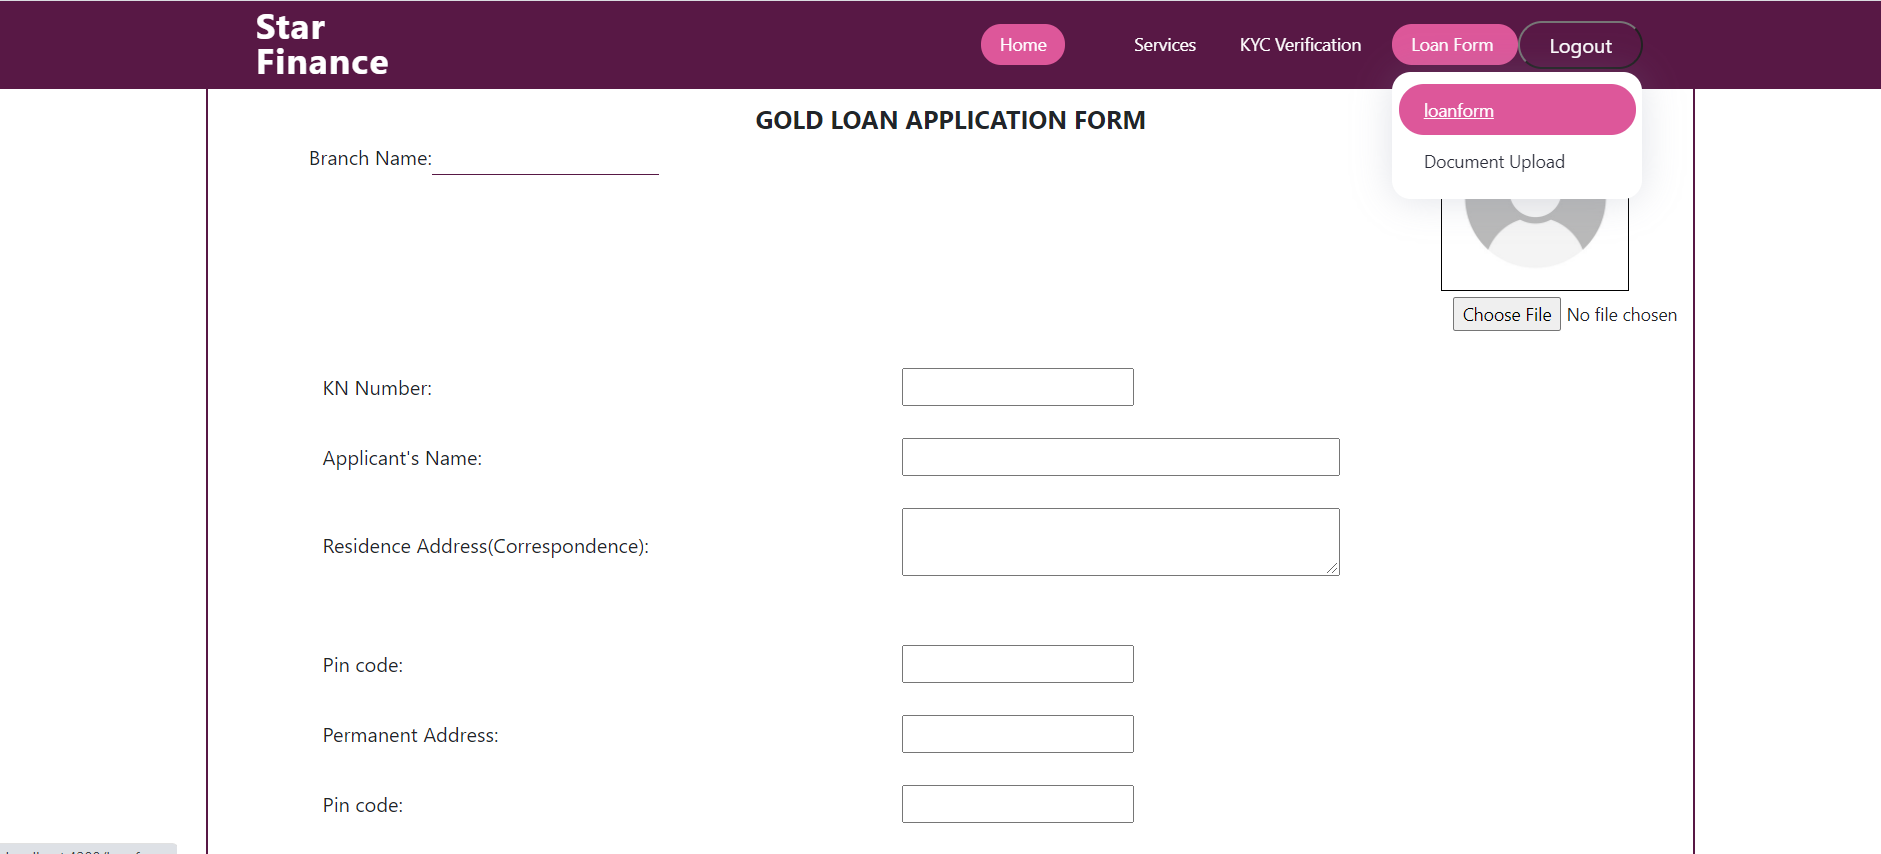 Star
Finance
Home
Services
KYC Verification
Loan Form
Logout
loanform
Document Upload
GOLD LOAN APPLICATION FORM
Branch Name:
Choose File No file chosen
KN Number:
Applicant's Name:
Residence Address(Correspondence):
Pin code:
Permanent Address:
Pin code: